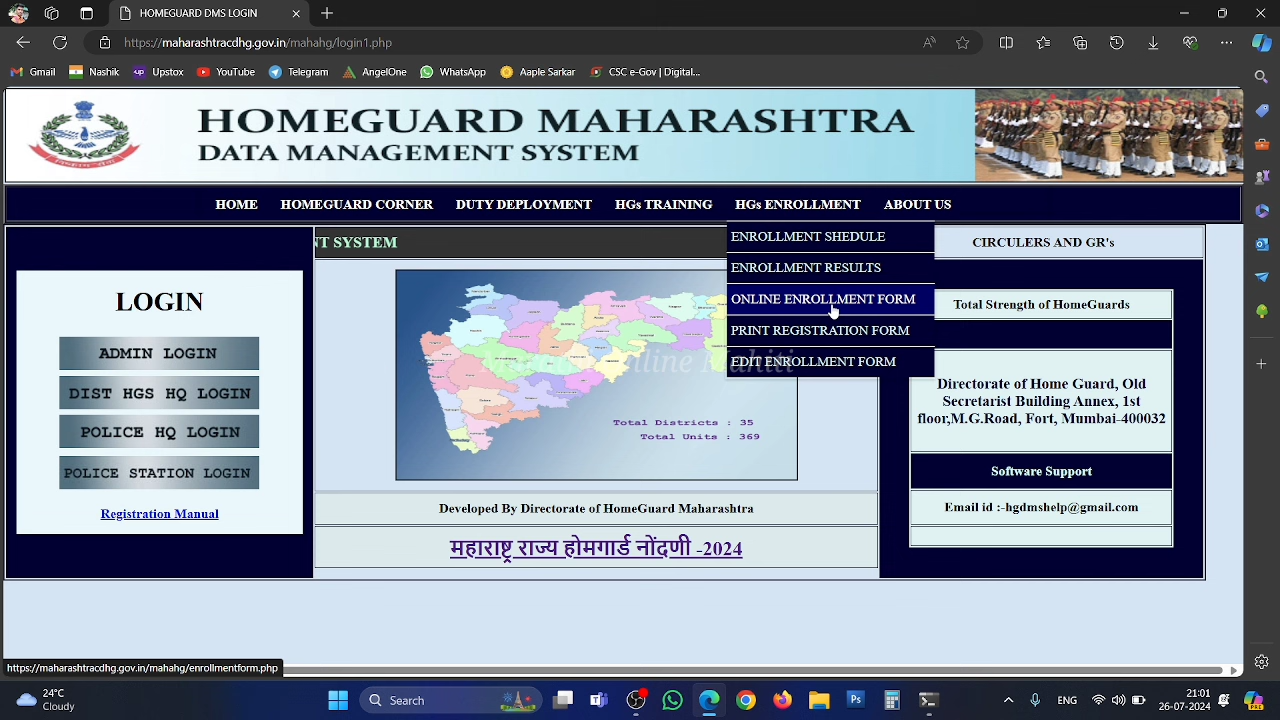 HOMEGUARD DMS LOGIN
https://maharashtracdhg.gov.in/mahahg/login1.php
Gmail
Nashik
Upstox
YouTube
Telegram
AngelOne
WhatsApp
Aaple Sarkar
CSC e-Gov | Digital...
HOMEGUARD MAHARASHTRA
DATA MANAGEMENT SYSTEM
HOME
HOMEGUARD CORNER
DUTY DEPLOYMENT
HGs TRAINING
HGs ENROLLMENT
ABOUT US
NT SYSTEM
ENROLLMENT SHEDULE
ENROLLMENT RESULTS
ONLINE ENROLLMENT FORM
PRINT REGISTRATION FORM
EDIT ENROLLMENT FORM
CIRCULERS AND GR's
LOGIN
ADMIN LOGIN
DIST HGS HQ LOGIN
POLICE HQ LOGIN
POLICE STATION LOGIN
Registration Manual
Total Districts : 35
Total Units : 369
Developed By Directorate of HomeGuard Maharashtra
महाराष्ट्र राज्य होमगार्ड नोंदणी -2024
Total Strength of HomeGuards
Directorate of Home Guard, Old
Secretarist Building Annex, 1st
floor,M.G.Road, Fort, Mumbai-400032
Software Support
Email id :-hgdmshelp@gmail.com
https://maharashtracdhg.gov.in/mahahg/enrollmentform.php
24°C
Cloudy
Search
ENG
21:01
26-07-2024